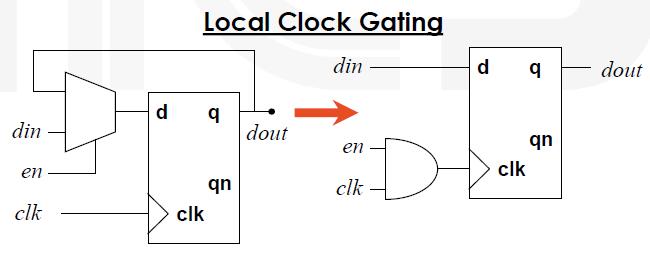 Local Clock Gating
din
en
clk
d
q
qn
clk
dout
din
en
clk
d
q
qn
clk
dout